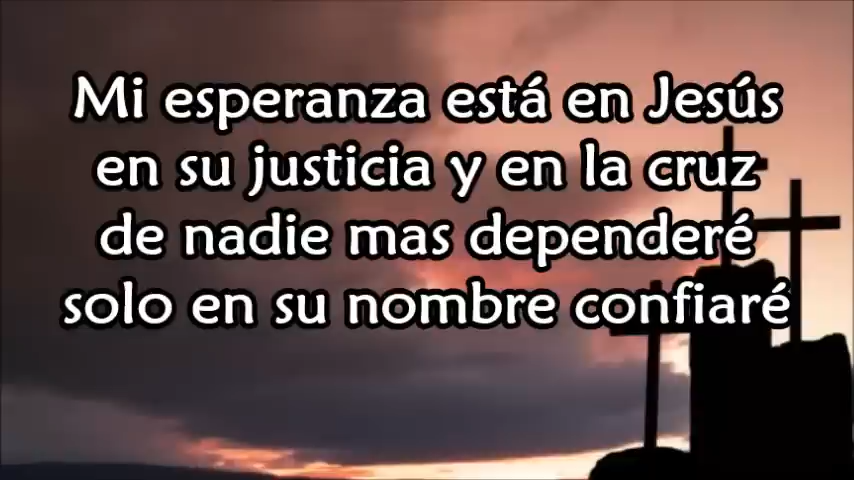 Mi esperanza está en Jesús
en su justicia y en la cruz
de nadie mas dependeré
solo en su nombre confiaré